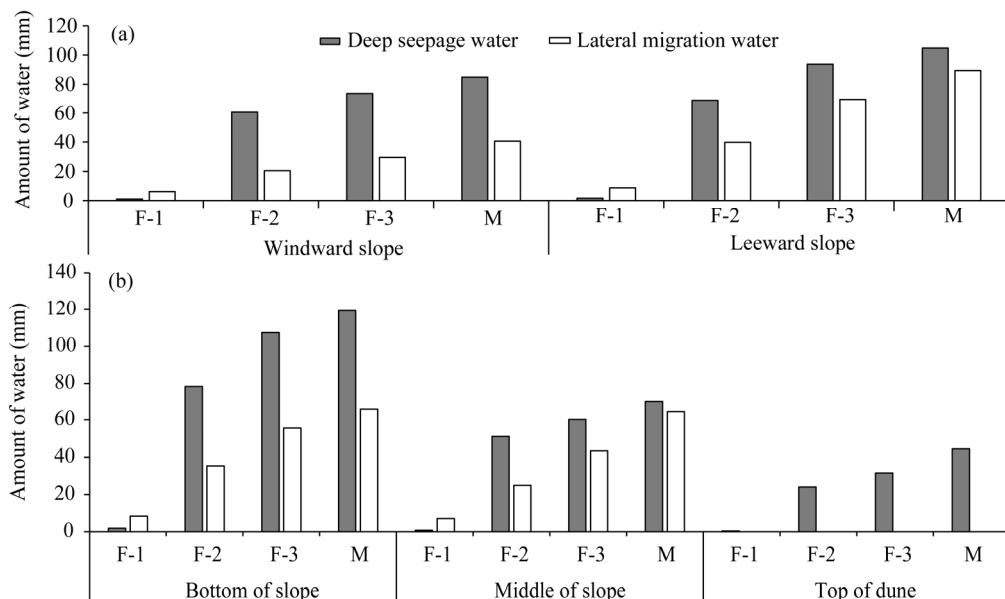 (a)
Deep seepage water
Lateral migration water
Amount of water (mm)
120
100
80
60
40
20
0
F-1 F-2 F-3 M F-1 F-2 F-3 M
Windward slope Leeward slope
(b)
Amount of water (mm)
140
120
100
80
60
40
20
0
F-1 F-2 F-3 M F-1 F-2 F-3 M F-1 F-2 F-3 M
Bottom of slope Middle of slope Top of dune